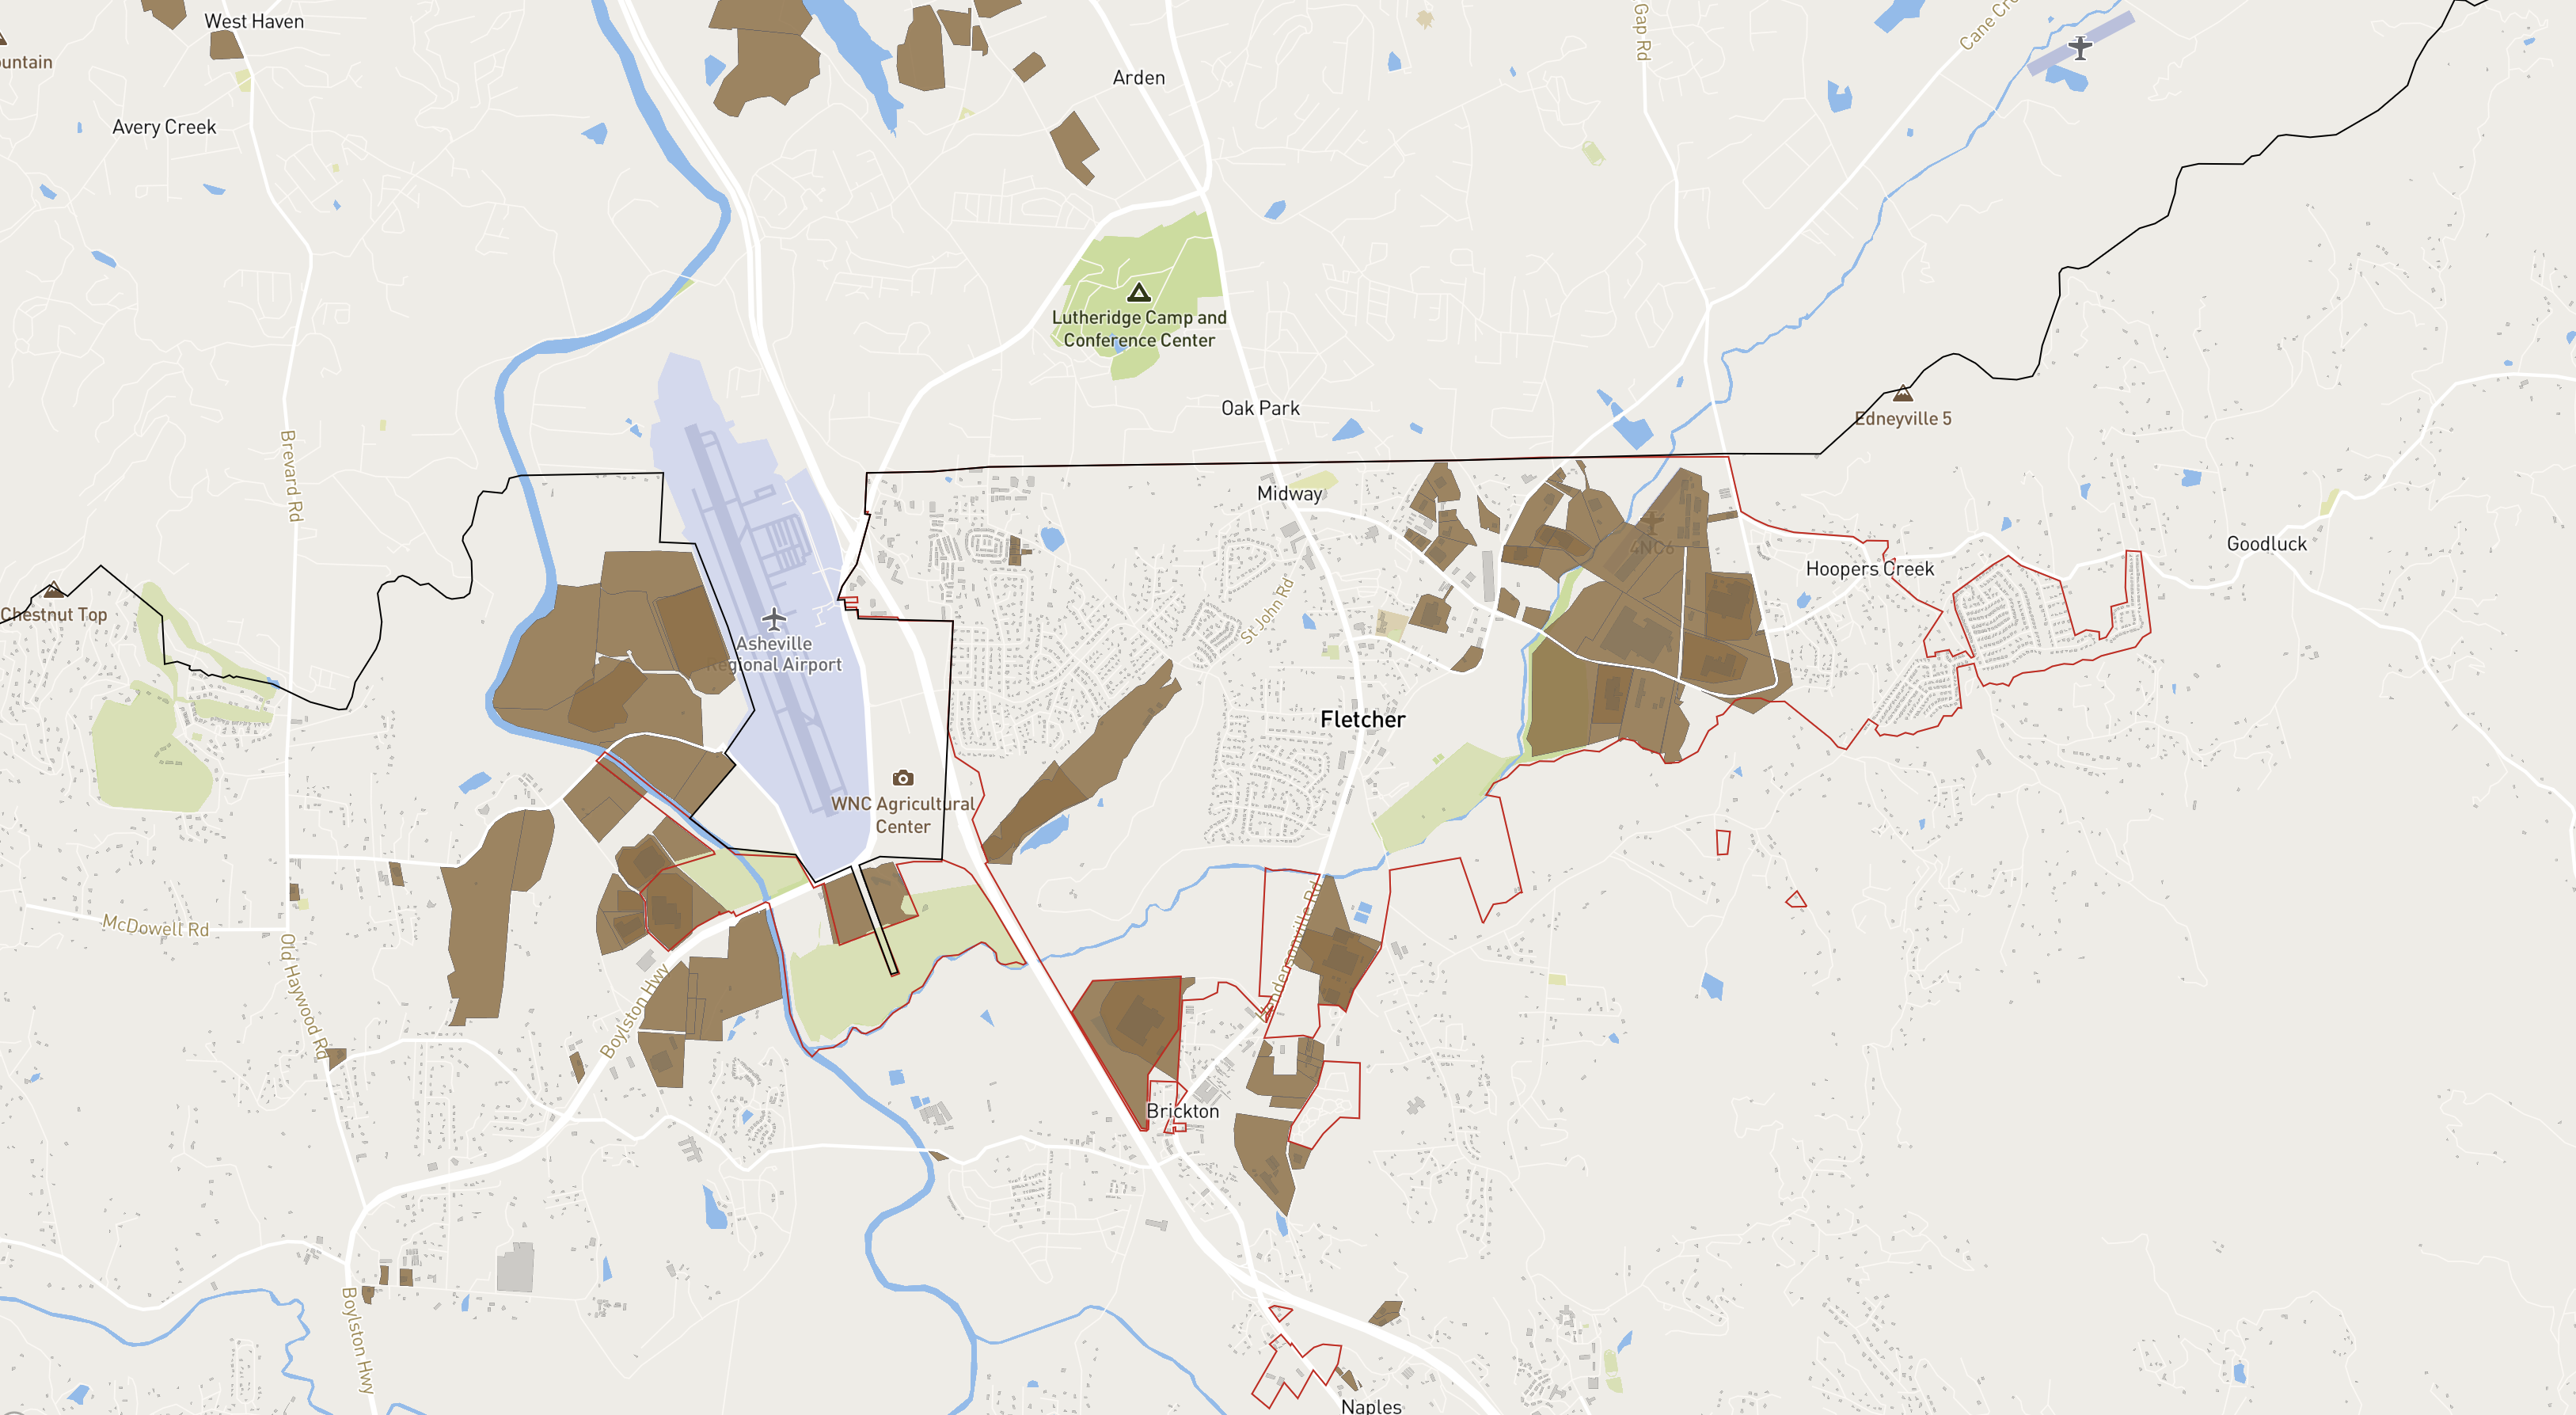 West Haven
Gap Rd
untain
Arden
Avery Creek
Lutheridge Camp and
Conference Center
Oak Park
Edneyville 5
Brevard Rd
Midway
4NC6
Goodluck
Hoopers Creek
Chestnut Top
St John Rd
Asheville
Regional Airport
Fletcher
WNC Agricultural
Center
McDowell Rd
Old Haywood Rd
Hendersonville Rd
Boylston Hwy
Brickton
Boylston Hwy
Naples